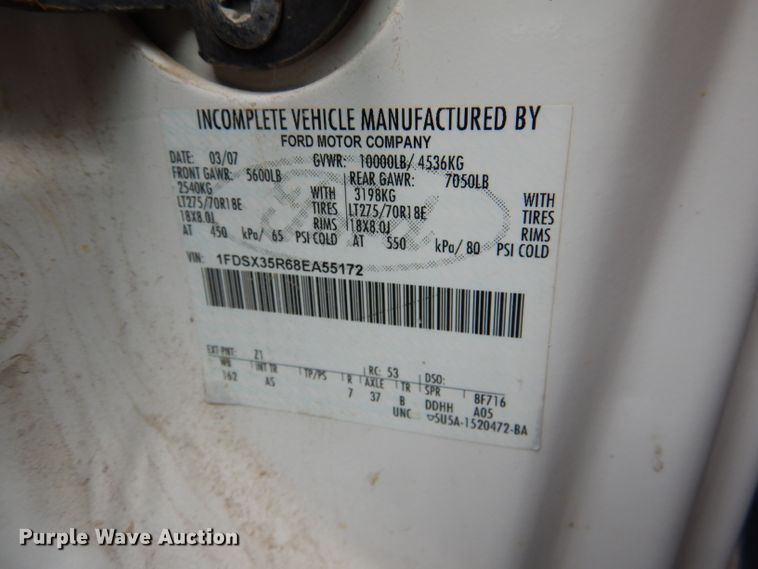 INCOMPLETE VEHICLE MANUFACTURED BY
FORD MOTOR COMPANY
DATE: 03/07 GVWR: 10000LB/ 4536KG
FRONT GAWR: 5600LB REAR GAWR: 7050LB
2540KG WITH 3198KG WITH
LT275/70R18E TIRES LT275/70R18E TIRES
18X8.0J RIMS 18X8.0J RIMS
AT 450 kPa/ 65 PSI COLD AT 550 kPa/ 80 PSI COLD
VIN: 1FDSX35R68EA55172
EXT PNT: Z1 RC: 53 DSO:
WB INT TR TP/PS R AXLE TR SPR 8F716
162 AS 7 37 B DDHH A05
UNC 5U5A-1520472-BA
Purple Wave Auction